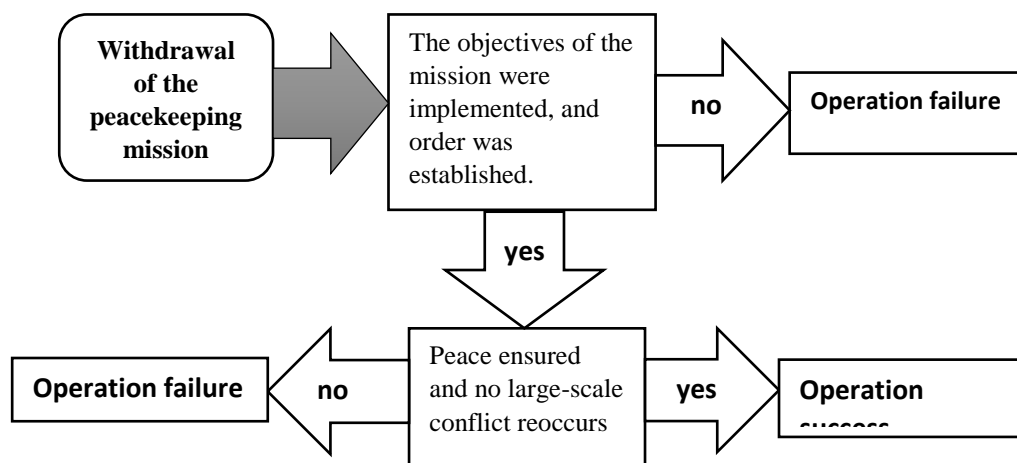 Withdrawal
of the
peacekeeping
mission
The objectives of the
mission were
implemented, and
order was
established.
no
Operation failure
yes
Operation failure
no
Peace ensured
and no large-scale
conflict reoccurs
yes
Operation
success